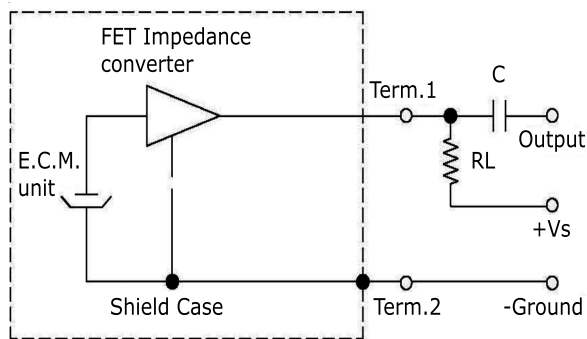 FET Impedance
converter
Term.1
C
Output
E.C.M.
unit
RL
+Vs
Shield Case
Term.2
-Ground